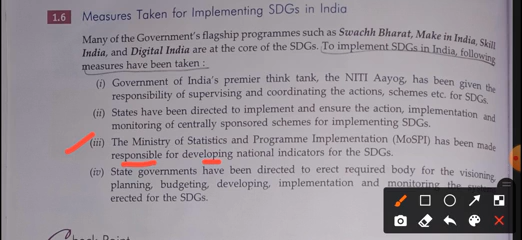 1.6 Measures Taken for Implementing SDGs in India
Many of the Government's flagship programmes such as Swachh Bharat, Make in India, Skill
India, and Digital India are at the core of the SDGs. To implement SDGs in India, following
measures have been taken :
(i) Government of India's premier think tank, the NITI Aayog, has been given the
responsibility of supervising and coordinating the actions, schemes etc. for SDGs.
(ii) States have been directed to implement and ensure the action, implementation and
monitoring of centrally sponsored schemes for implementing SDGs.
(iii) The Ministry of Statistics and Programme Implementation (MoSPI) has been made
responsible for developing national indicators for the SDGs.
(iv) State governments have been directed to erect required body for the visioning,
planning, budgeting, developing, implementation and monitoring the
erected for the SDGs.
Check Point